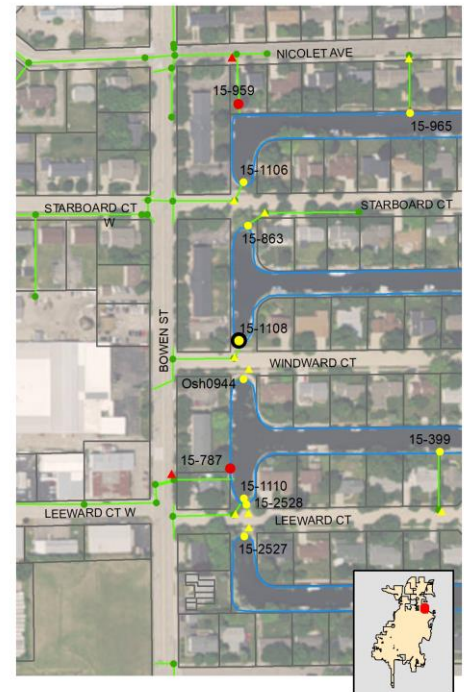 NICOLET AVE
15-959
15-965
15-1106
STARBOARD CT
W
STARBOARD CT
15-863
15-1108
BOWEN ST
WINDWARD CT
Osh0944
15-399
15-787
15-1110
15-2528
LEEWARD CT W
LEEWARD CT
15-2527